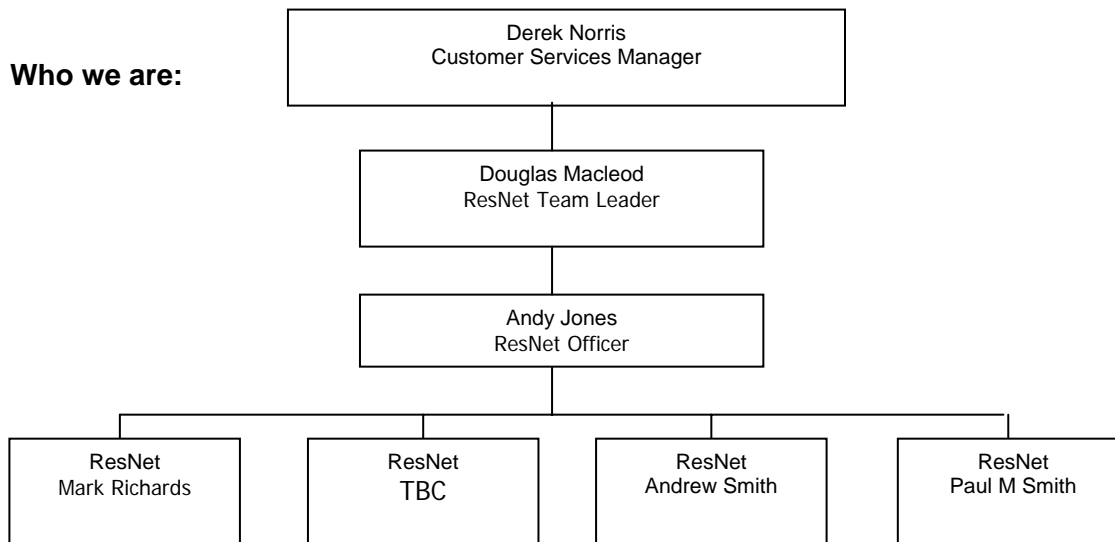 Derek Norris
Customer Services Manager
Who we are:
Douglas Macleod
ResNet Team Leader
Andy Jones
ResNet Officer
ResNet
Mark Richards
ResNet
TBC
ResNet
Andrew Smith
ResNet
Paul M Smith